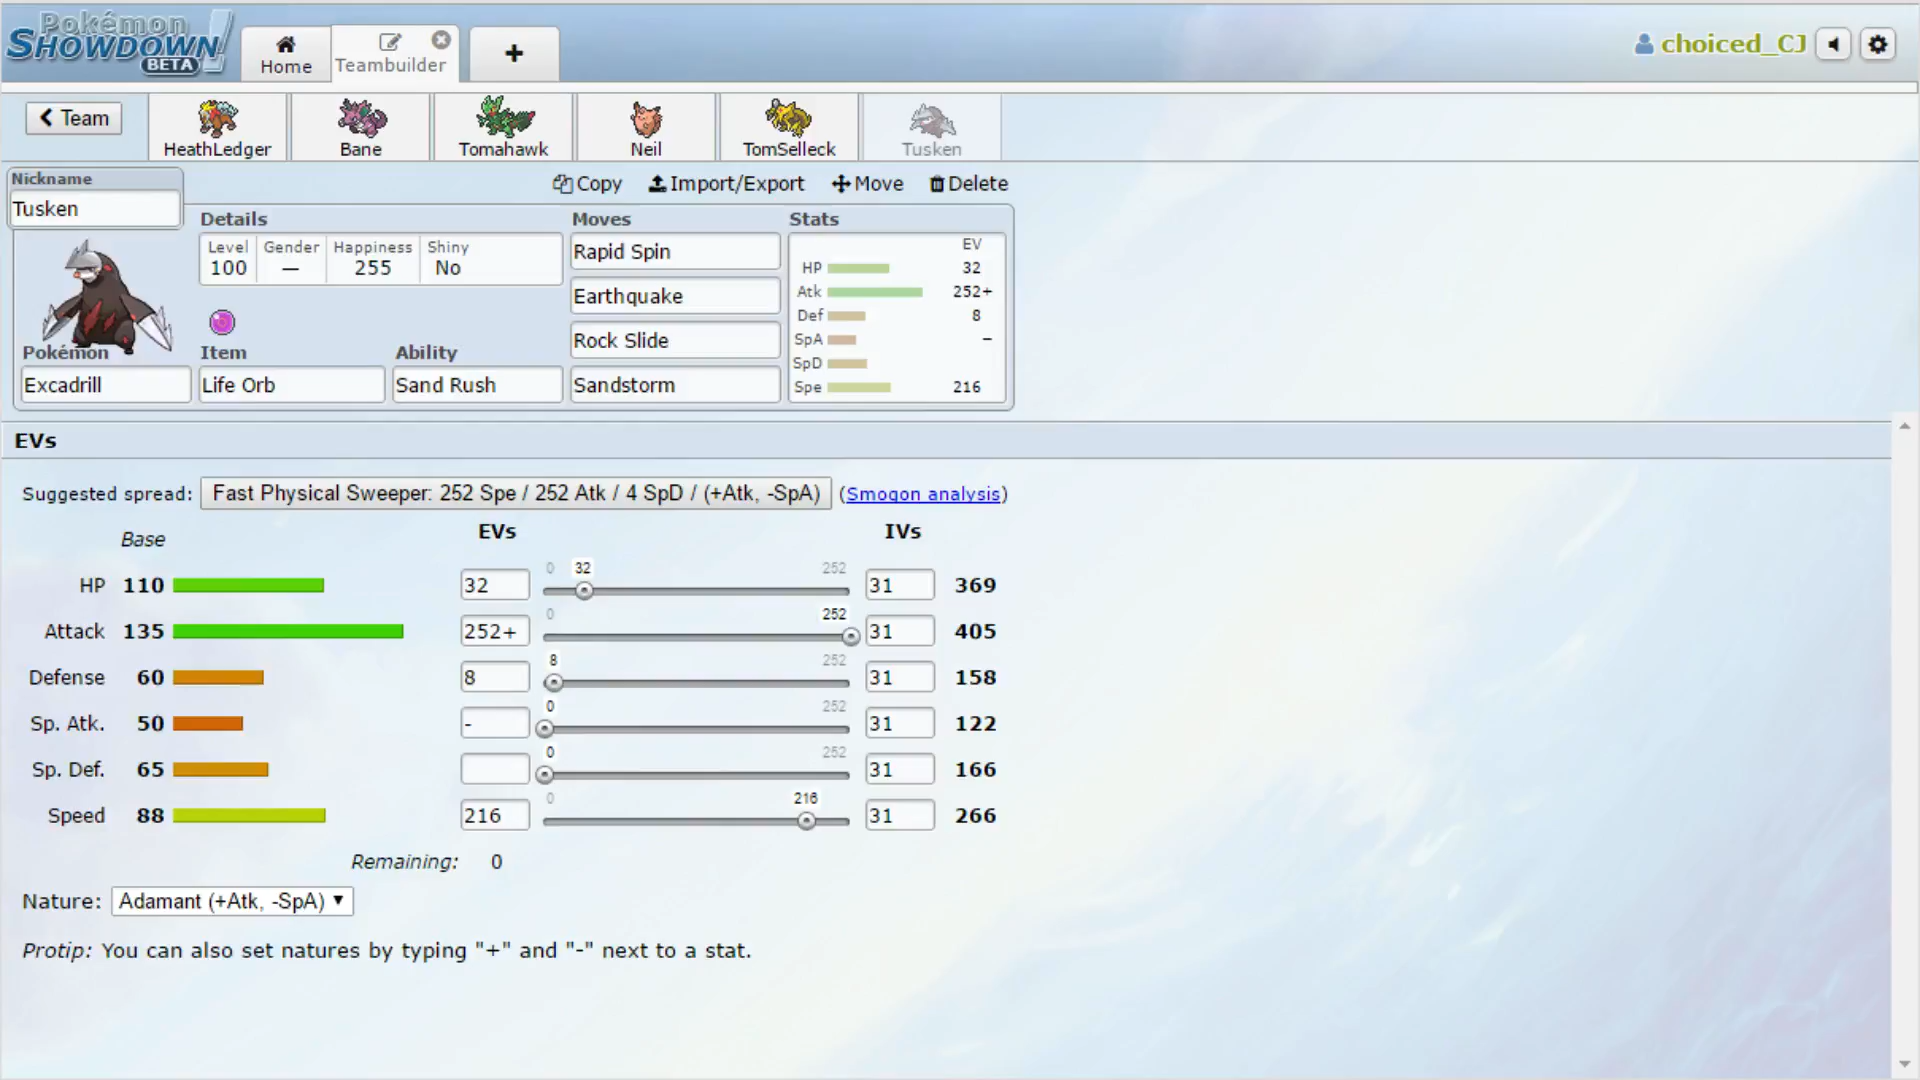 Pokémon
SHOWDOWN!
BETA
Home
Teambuilder
+
choiced_CJ
Team
HeathLedger
Bane
Tomahawk
Neil
TomSelleck
Tusken
Nickname
Tusken
Copy
Import/Export
Move
Delete
Details
Moves
Stats
Level
Gender
Happiness
Shiny
100
—
255
No
Rapid Spin
Earthquake
Rock Slide
Sandstorm
EV
HP 32
Atk 252+
Def 8
SpA −
SpD
Spe 216
Pokémon
Item
Ability
Excadrill
Life Orb
Sand Rush
EVs
Suggested spread: Fast Physical Sweeper: 252 Spe / 252 Atk / 4 SpD / (+Atk, -SpA) (Smogon analysis)
Base EVs IVs
0 32 252
HP 110 32 31 369
0 252
Attack 135 252+ 31 405
8 252
Defense 60 8 31 158
0 252
Sp. Atk. 50 - 31 122
0 252
Sp. Def. 65 31 166
0 216
Speed 88 216 31 266
Remaining: 0
Nature: Adamant (+Atk, -SpA)
Protip: You can also set natures by typing "+" and "-" next to a stat.